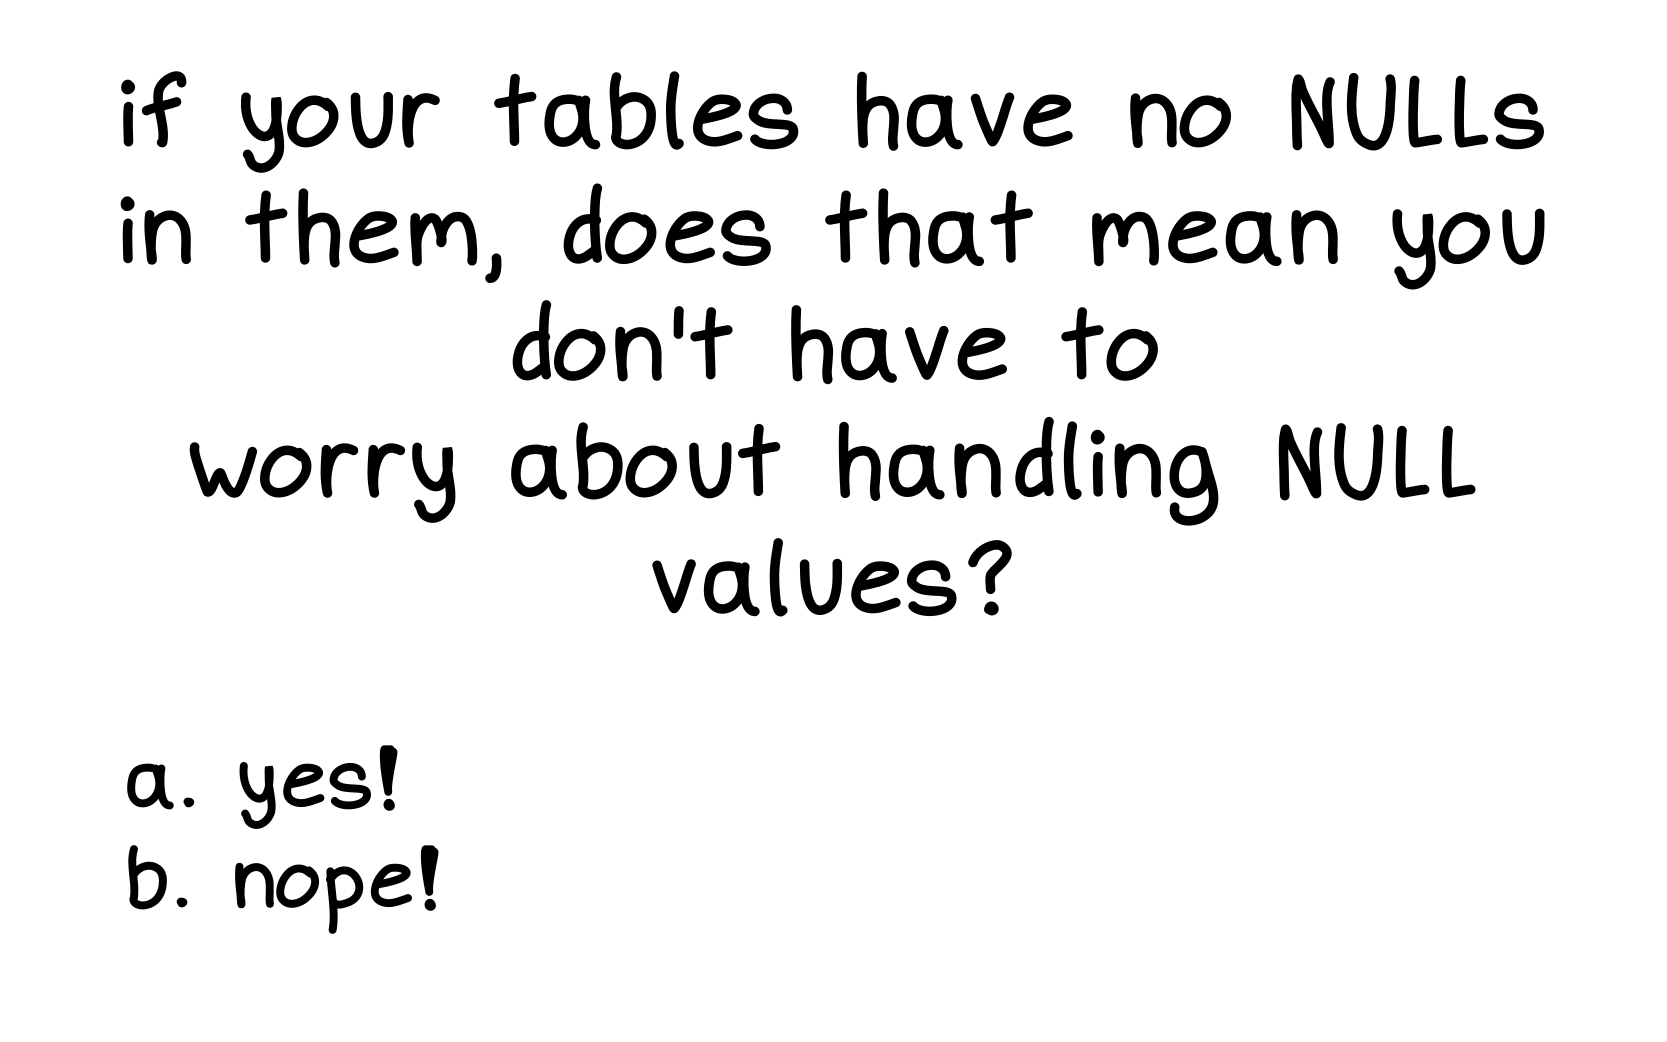 if your tables have no NULLs
in them, does that mean you
don't have to
worry about handling NULL
values?
a. yes!
b. nope!